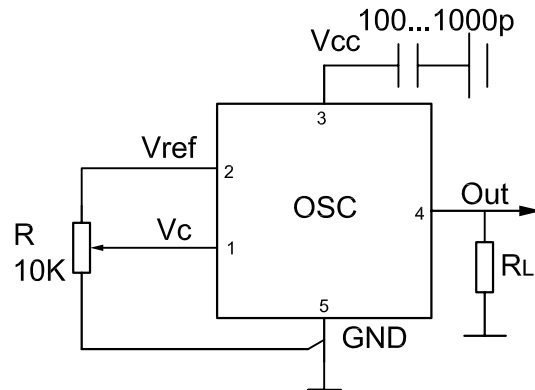 100...1000p
Vcc
3
Vref
2
OSC
Out
4
R
10K
Vc
1
RL
5
GND